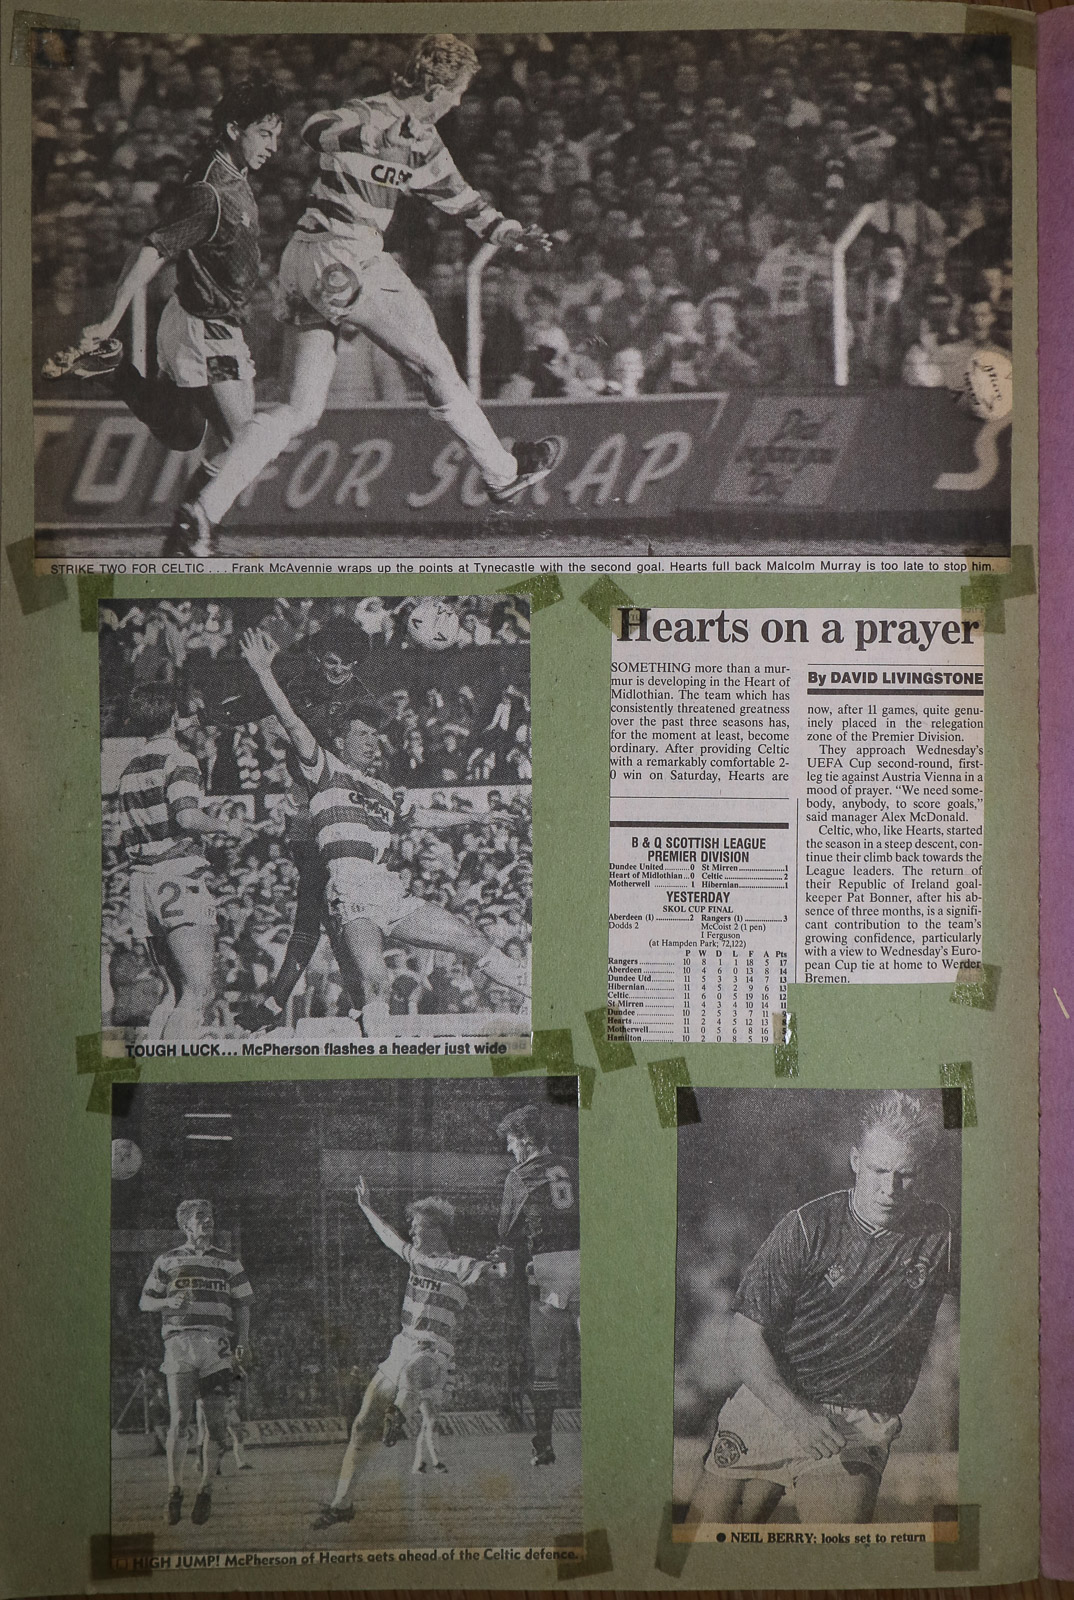 CR.S
9
FOR SCRAP
STRIKE TWO FOR CELTIC . . . Frank McAvennie wraps up the points at Tynecastle with the second goal. Hearts full back Malcolm Murray is too late to stop him.
2
TOUGH LUCK... McPherson flashes a header just wide
Hearts on a prayer
SOMETHING more than a mur-
mur is developing in the Heart of
Midlothian. The team which has
consistently threatened greatness
over the past three seasons has,
for the moment at least, become
ordinary. After providing Celtic
with a remarkably comfortable 2-
0 win on Saturday, Hearts are
By DAVID LIVINGSTONE
now, after 11 games, quite genu-
inely placed in the relegation
zone of the Premier Division.
They approach Wednesday's
UEFA Cup second-round, first-
leg tie against Austria Vienna in a
mood of prayer. "We need some-
body, anybody, to score goals,"
said manager Alex McDonald.
Celtic, who, like Hearts, started
the season in a steep descent, con-
tinue their climb back towards the
League leaders. The return of
their Republic of Ireland goal-
keeper Pat Bonner, after his ab-
sence of three months, is a signifi-
cant contribution to the team's
growing confidence, particularly
with a view to Wednesday's Euro-
pean Cup tie at home to Werder
Bremen.
B & Q SCOTTISH LEAGUE
PREMIER DIVISION
Dundee United........0 St Mirren................1
Heart of Midlothian...0 Celtic.....................2
Motherwell ..............1 Hibernian................1
YESTERDAY
SKOL CUP FINAL
Aberdeen (1) ...........2 Rangers (1) .............3
Dodds 2 McCoist 2 (1 pen)
I Ferguson
(at Hampden Park; 72,122)
P W D L F A Pts
Rangers............ 10 8 1 1 18 5 17
Aberdeen .......... 10 4 6 0 13 8 14
Dundee Utd........ 11 5 3 3 14 7 13
Hibernian.......... 11 4 5 2 9 6 13
Celtic............... 11 6 0 5 19 16 12
St Mirren........... 11 4 3 4 10 14 11
Dundee............. 10 2 5 3 7 11 9
Hearts.............. 11 2 4 5 12 13 8
Motherwell......... 11 0 5 6 8 16
Hamilton........... 10 2 0 8 5 19 4
6
CR SMITH
2
SMITH
HIGH JUMP! McPherson of Hearts gets ahead of the Celtic defence.
● NEIL BERRY: looks set to return